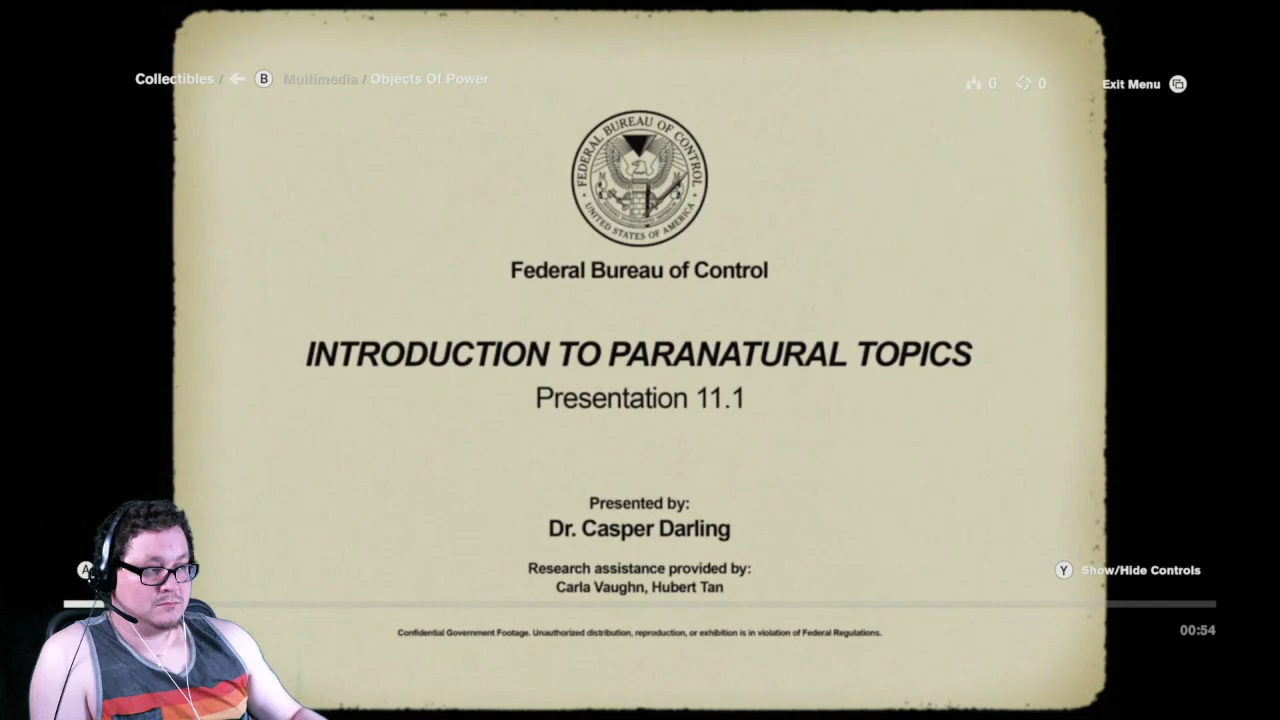 Collectibles / B Multimedia / Objects Of Power
0 0
Exit Menu
FEDERAL BUREAU OF CONTROL
UNITED STATES OF AMERICA
Federal Bureau of Control
INTRODUCTION TO PARANATURAL TOPICS
Presentation 11.1
Presented by:
Dr. Casper Darling
Research assistance provided by:
Carla Vaughn, Hubert Tan
A
Y Show/Hide Controls
00:54
Confidential Government Footage. Unauthorized distribution, reproduction, or exhibition is in violation of Federal Regulations.